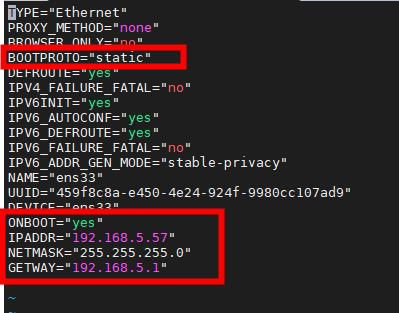 TYPE="Ethernet"
PROXY_METHOD="none"
BROWSER_ONLY="no"
BOOTPROTO="static"
DEFROUTE="yes"
IPV4_FAILURE_FATAL="no"
IPV6INIT="yes"
IPV6_AUTOCONF="yes"
IPV6_DEFROUTE="yes"
IPV6_FAILURE_FATAL="no"
IPV6_ADDR_GEN_MODE="stable-privacy"
NAME="ens33"
UUID="459f8c8a-e450-4e24-924f-9980cc107ad9"
DEVICE="ens33"
ONBOOT="yes"
IPADDR="192.168.5.57"
NETMASK="255.255.255.0"
GETWAY="192.168.5.1"
~
~